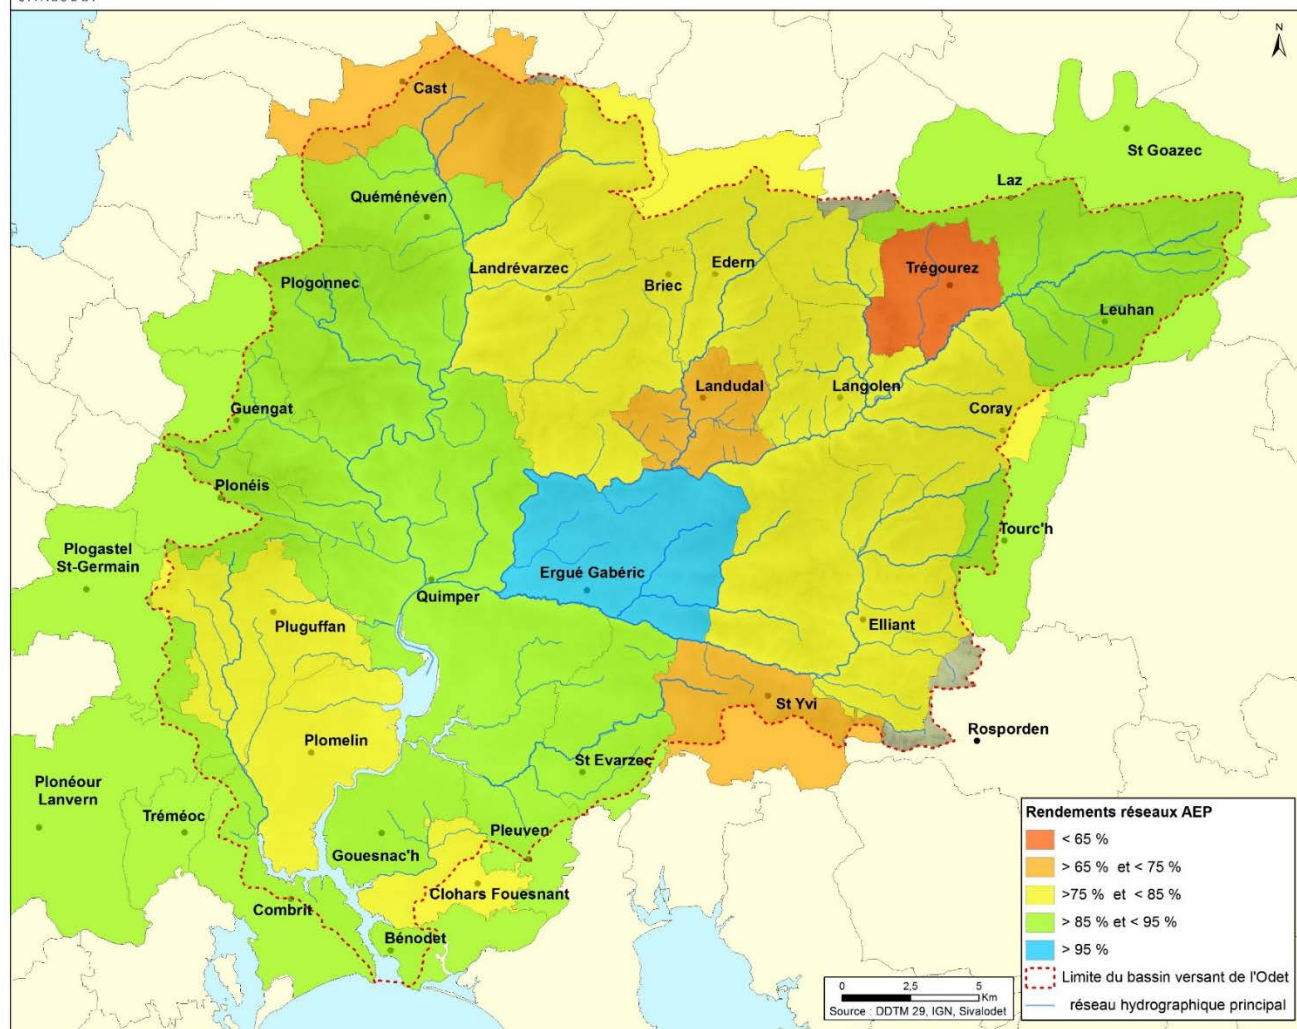 N
Cast
St Goazec
Laz
Quéménéven
Landrévarzec
Edern
Trégourez
Plogonnec
Briec
Leuhan
Landudal
Langolen
Guengat
Coray
Plonéis
Tourc'h
Plogastel
St-Germain
Ergué Gabéric
Quimper
Pluguffan
Elliant
St Yvi
Rosporden
Plomelin
St Evarzec
Plonéour
Lanvern
Tréméoc
Pleuven
Gouesnac'h
Clohars Fouesnant
Combrit
Bénodet
Rendements réseaux AEP
< 65 %
>65 % et < 75 %
>75 % et < 85 %
> 85 % et < 95 %
> 95 %
Limite du bassin versant de l'Odet
réseau hydrographique principal
0 2,5 5
Km
Source : DDTM 29, IGN, Sivalodet